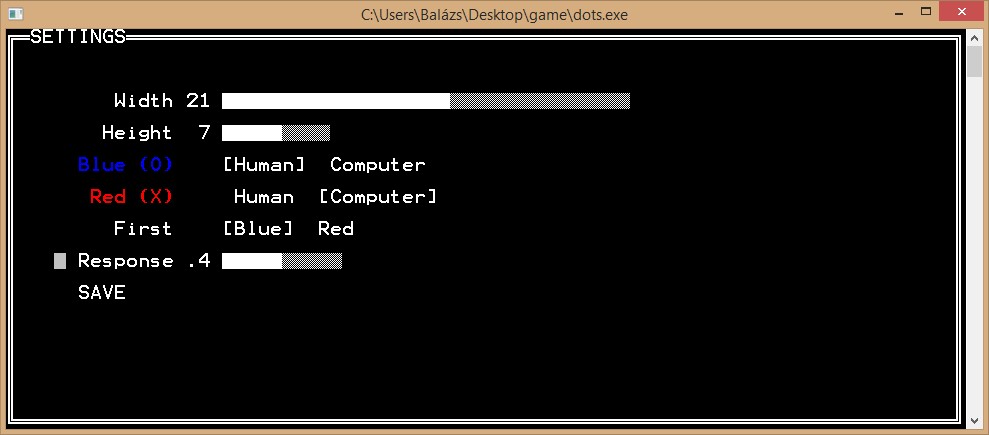 C:\Users\Balázs\Desktop\game\dots.exe
SETTINGS
Width 21
Height 7
Blue (O) [Human] Computer
Red (X) Human [Computer]
First [Blue] Red
Response .4
SAVE